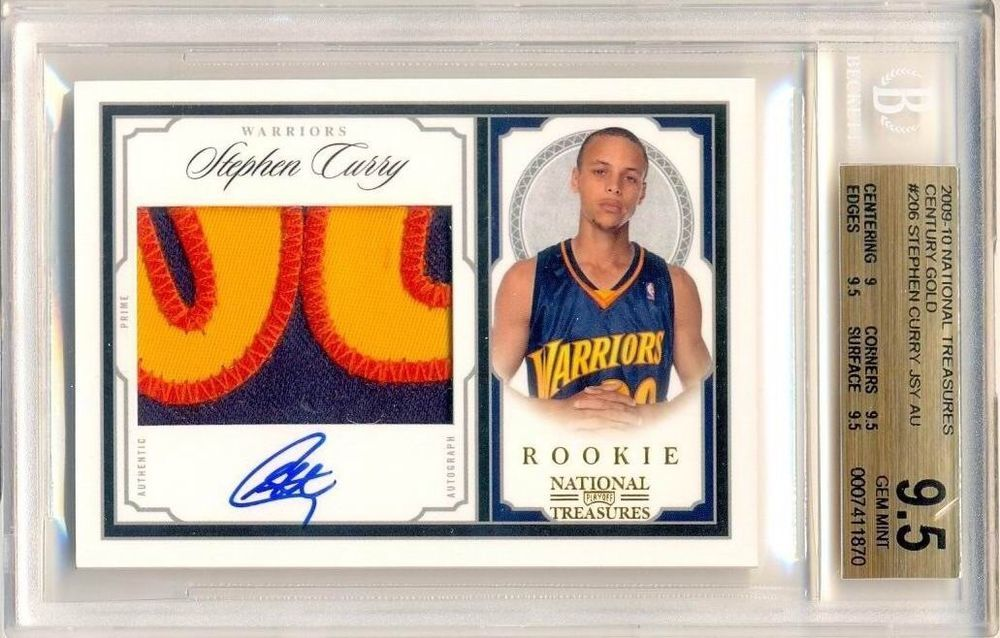 WARRIORS
Stephen Curry
PRIME
AUTHENTIC
AUTOGRAPH
WARRIORS
ROOKIE
NATIONAL
PLAYOFF
TREASURES
BECKETT
B
2009-10 NATIONAL TREASURES
CENTURY GOLD
#206 STEPHEN CURRY JSY AU
CENTERING 9 CORNERS 9.5
EDGES 9.5 SURFACE 9.5
9.5
GEM MINT
0007411870